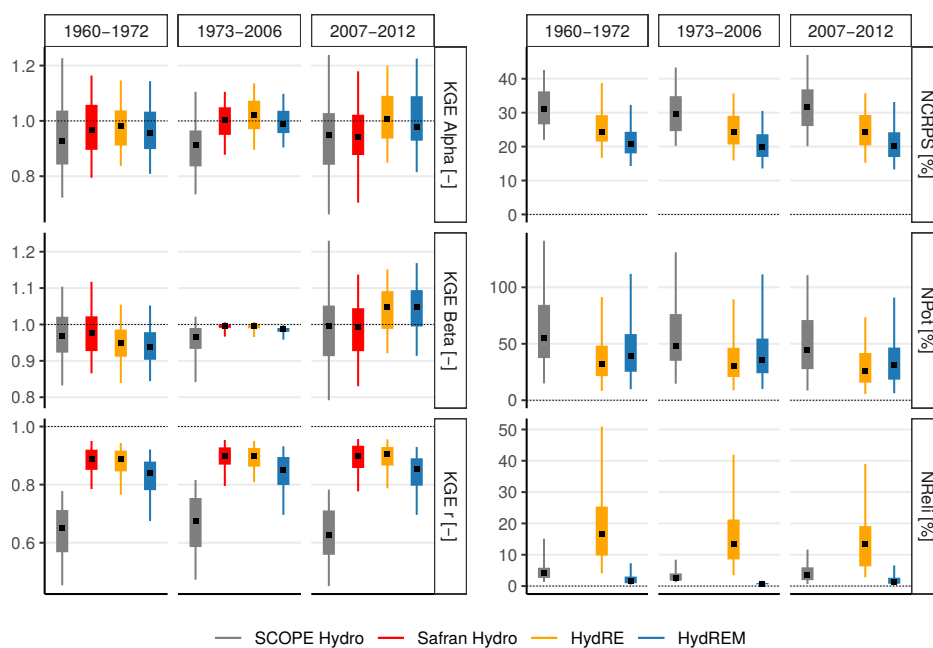 1960−1972 1973−2006 2007−2012
1.2
1.0
0.8
KGE Alpha [−]
1.2
1.1
1.0
0.9
0.8
KGE Beta [−]
1.0
0.8
0.6
KGE r [−]
1960−1972 1973−2006 2007−2012
40
30
20
10
0
NCRPS [%]
100
50
0
NPot [%]
50
40
30
20
10
0
NReli [%]
SCOPE Hydro Safran Hydro HydRE HydREM